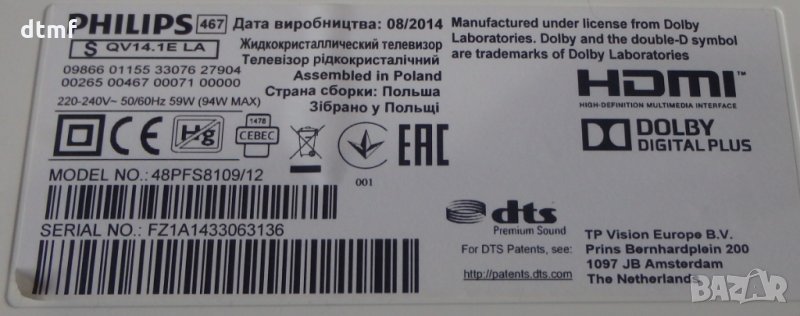 dtmf
PHILIPS 467 Дата виробництва: 08/2014
S QV14.1E LA
Жидкокристаллический телевизор
Телевізор рідкокристалічний
09866 01155 33076 27904
Assembled in Poland
00265 00467 00071 00000
Страна сборки: Польша
220-240V~ 50/60Hz 59W (94W MAX)
Зібрано у Польщі
Manufactured under license from Dolby
Laboratories. Dolby and the double-D symbol
are trademarks of Dolby Laboratories
HDMI™
HIGH-DEFINITION MULTIMEDIA INTERFACE
DOLBY
DIGITAL PLUS
CE
Hg
1478
CEBEC
001
EAC
MODEL NO.: 48PFS8109/12
SERIAL NO.: FZ1A1433063136
dts
Premium Sound
For DTS Patents, see:
http://patents.dts.com
TP Vision Europe B.V.
Prins Bernhardplein 200
1097 JB Amsterdam
The Netherlands
BAZAR